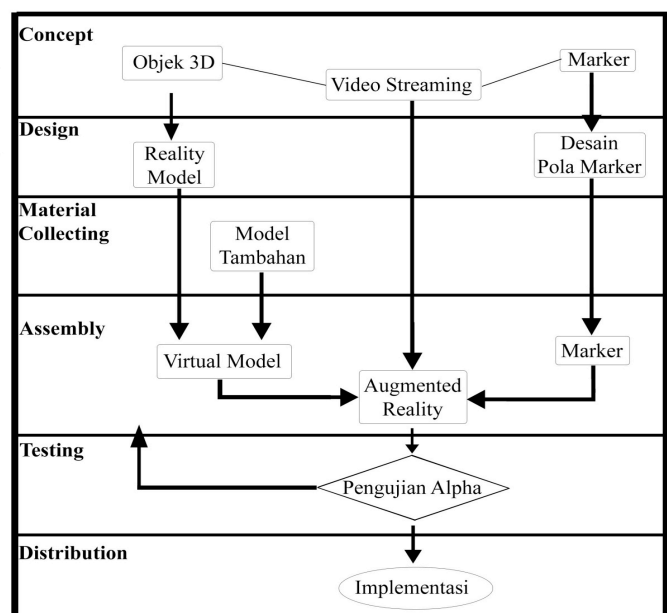 Concept
Objek 3D
Video Streaming
Marker
Design
Reality
Model
Desain
Pola Marker
Material
Collecting
Model
Tambahan
Assembly
Virtual Model
Augmented
Reality
Marker
Testing
Pengujian Alpha
Distribution
Implementasi